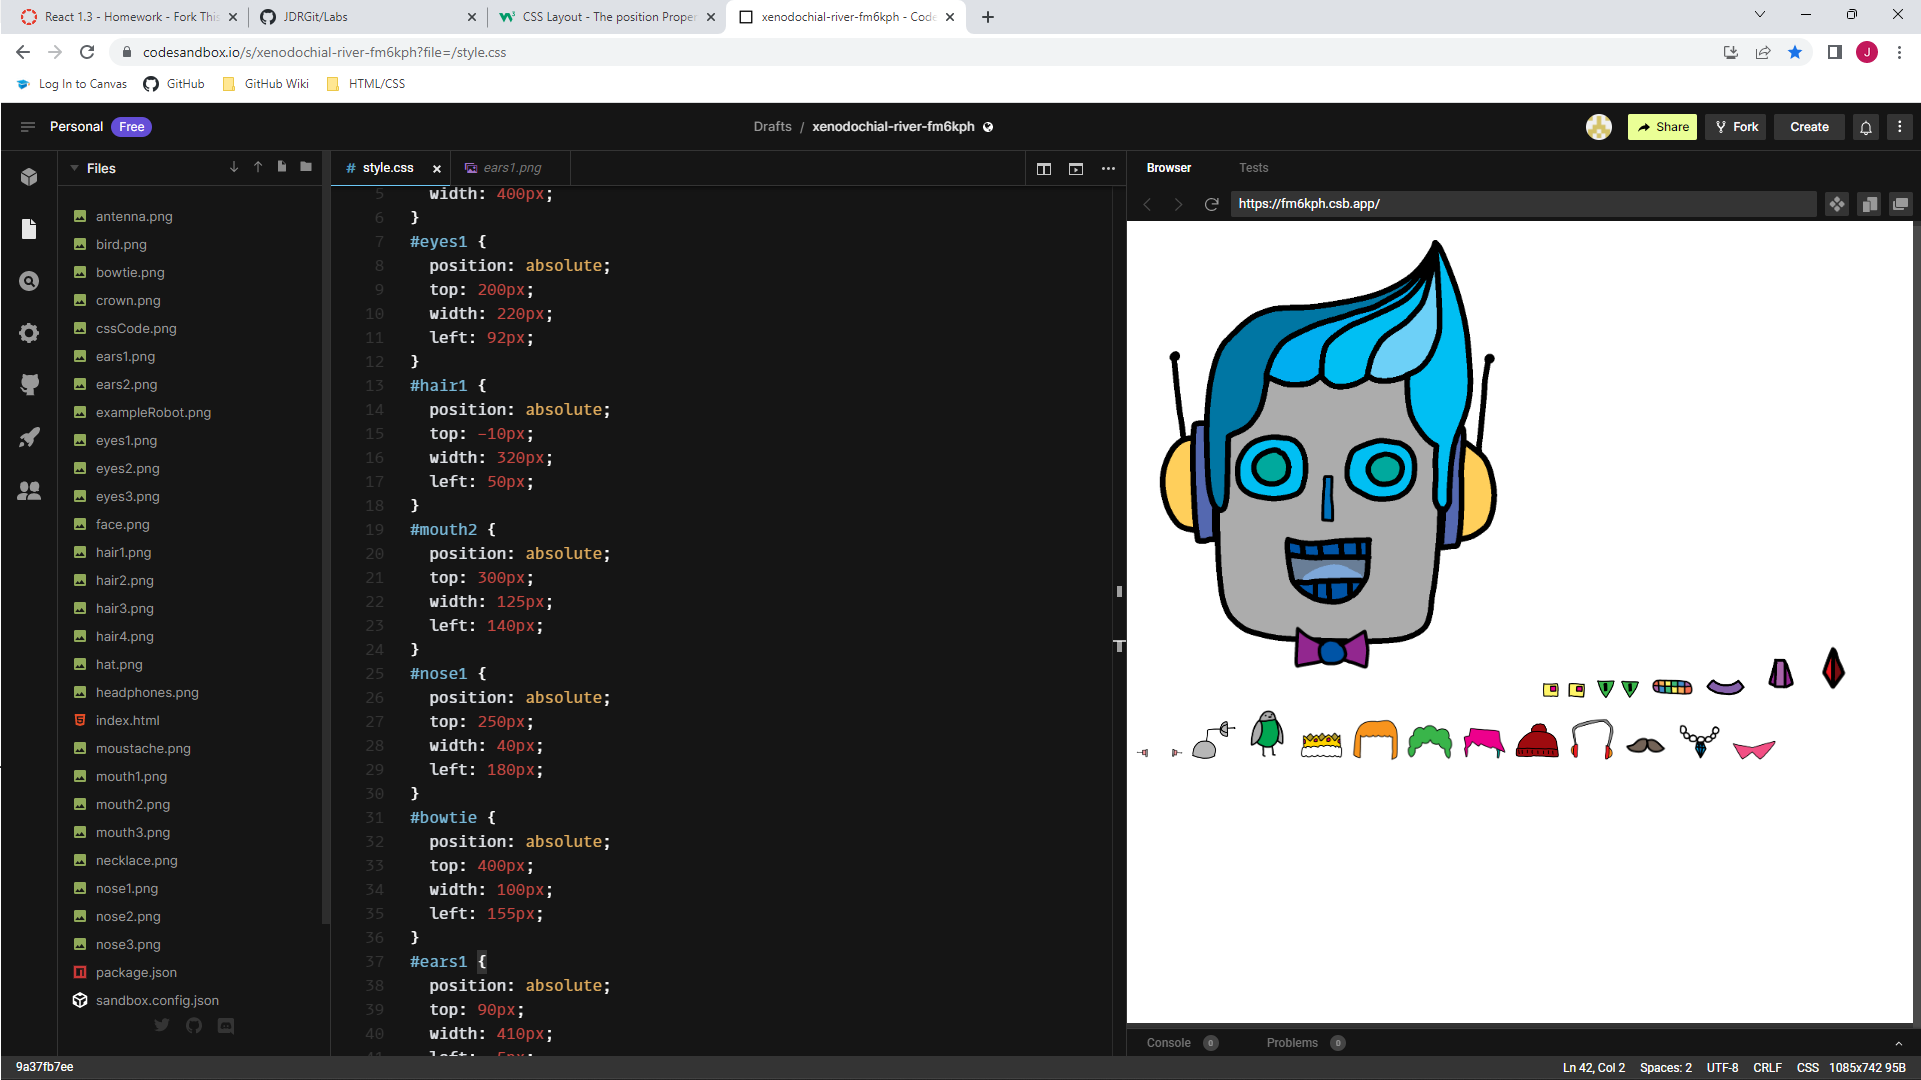 React 1.3 - Homework - Fork This
JDRGit/Labs
CSS Layout - The position Proper
xenodochial-river-fm6kph - Code
codesandbox.io/s/xenodochial-river-fm6kph?file=/style.css
J
Log In to Canvas
GitHub
GitHub Wiki
HTML/CSS
Personal
Free
Drafts / xenodochial-river-fm6kph
Share
Fork
Create
Files
antenna.png
bird.png
bowtie.png
crown.png
cssCode.png
ears1.png
ears2.png
exampleRobot.png
eyes1.png
eyes2.png
eyes3.png
face.png
hair1.png
hair2.png
hair3.png
hair4.png
hat.png
headphones.png
index.html
moustache.png
mouth1.png
mouth2.png
mouth3.png
necklace.png
nose1.png
nose2.png
nose3.png
package.json
sandbox.config.json
# style.css
ears1.png
5 width: 400px;
6 }
7 #eyes1 {
8 position: absolute;
9 top: 200px;
10 width: 220px;
11 left: 92px;
12 }
13 #hair1 {
14 position: absolute;
15 top: -10px;
16 width: 320px;
17 left: 50px;
18 }
19 #mouth2 {
20 position: absolute;
21 top: 300px;
22 width: 125px;
23 left: 140px;
24 }
25 #nose1 {
26 position: absolute;
27 top: 250px;
28 width: 40px;
29 left: 180px;
30 }
31 #bowtie {
32 position: absolute;
33 top: 400px;
34 width: 100px;
35 left: 155px;
36 }
37 #ears1 {
38 position: absolute;
39 top: 90px;
40 width: 410px;
Browser
Tests
https://fm6kph.csb.app/
Console 0
Problems 0
9a37fb7ee
Ln 42, Col 2
Spaces: 2
UTF-8
CRLF
CSS
1085x742 95B